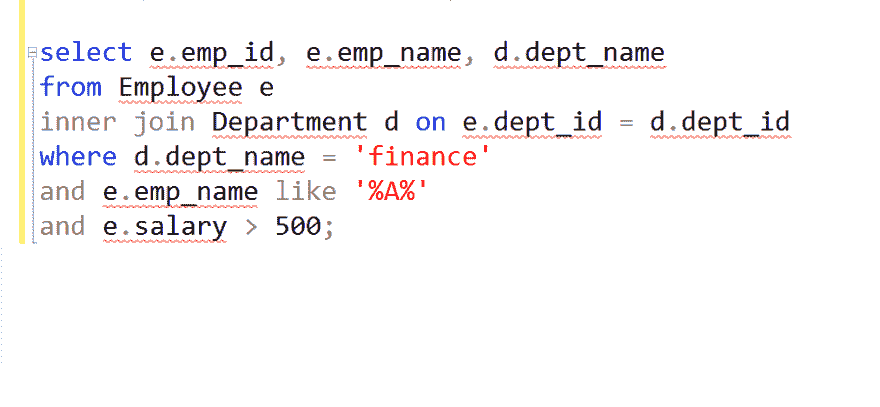 select e.emp_id, e.emp_name, d.dept_name
from Employee e
inner join Department d on e.dept_id = d.dept_id
where d.dept_name = 'finance'
and e.emp_name like '%A%'
and e.salary > 500;